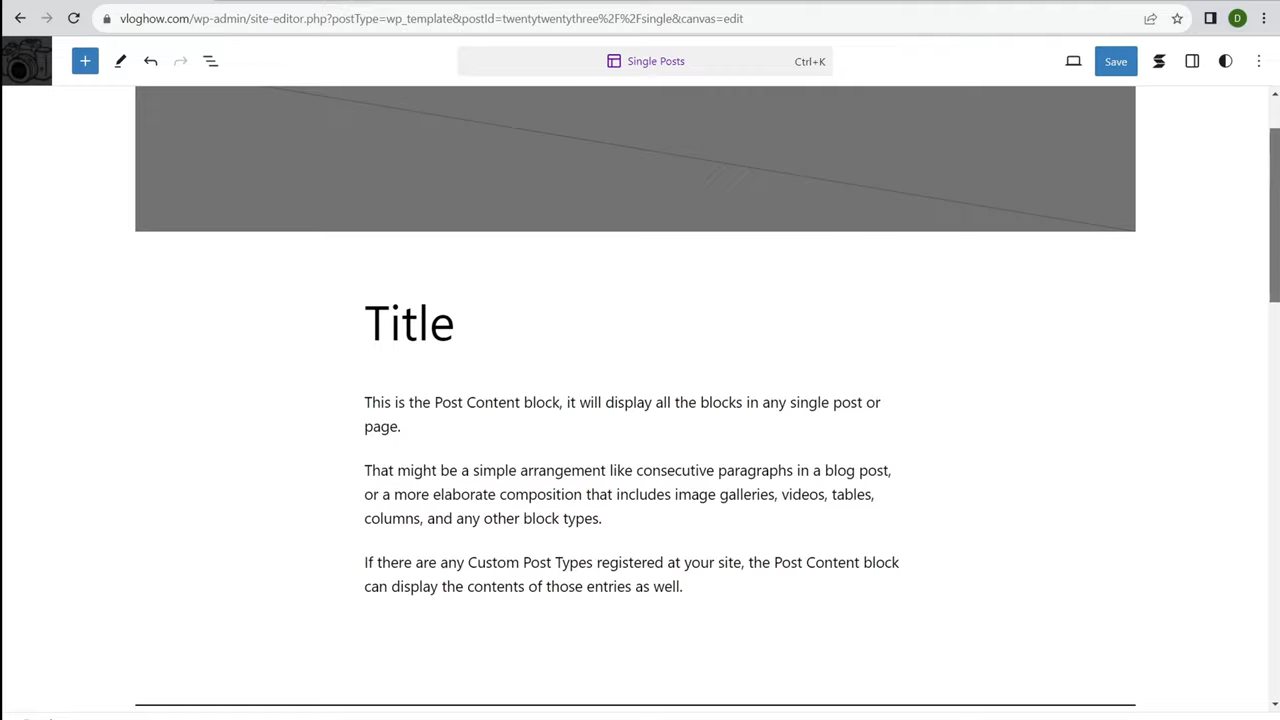 vloghow.com/wp-admin/site-editor.php?postType=wp_template&postId=twentytwentythree%2F%2Fsingle&canvas=edit
D
Single Posts
Ctrl+K
Save
Title
This is the Post Content block, it will display all the blocks in any single post or
page.
That might be a simple arrangement like consecutive paragraphs in a blog post,
or a more elaborate composition that includes image galleries, videos, tables,
columns, and any other block types.
If there are any Custom Post Types registered at your site, the Post Content block
can display the contents of those entries as well.